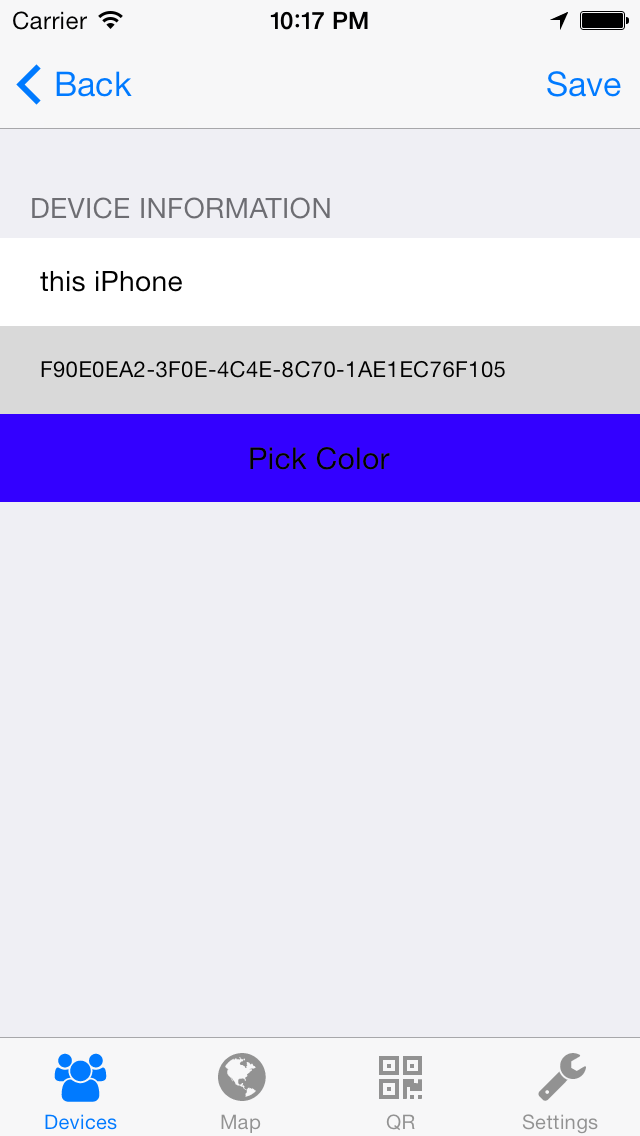 Carrier 10:17 PM
Back Save
DEVICE INFORMATION
this iPhone
F90E0EA2-3F0E-4C4E-8C70-1AE1EC76F105
Pick Color
Devices Map QR Settings